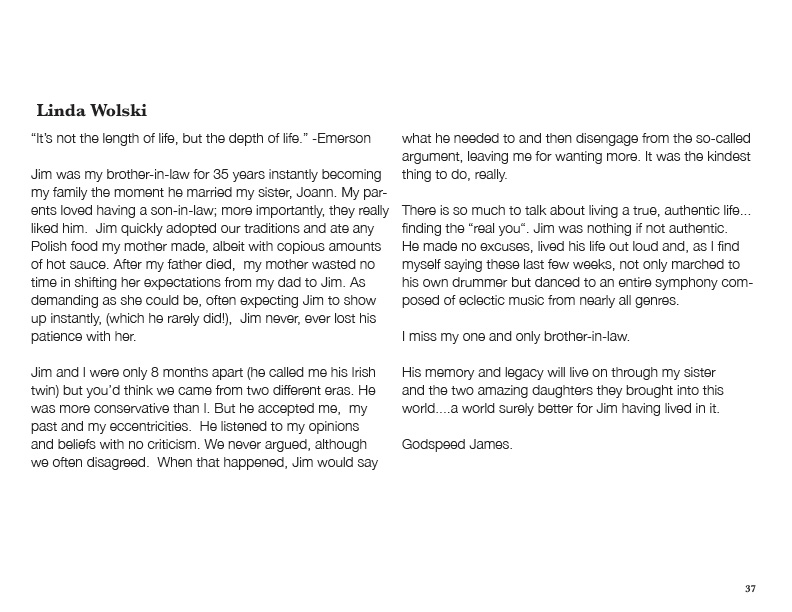 Linda Wolski
“It’s not the length of life, but the depth of life.” -Emerson
Jim was my brother-in-law for 35 years instantly becoming
my family the moment he married my sister, Joann. My par-
ents loved having a son-in-law; more importantly, they really
liked him.  Jim quickly adopted our traditions and ate any
Polish food my mother made, albeit with copious amounts
of hot sauce. After my father died,  my mother wasted no
time in shifting her expectations from my dad to Jim. As
demanding as she could be, often expecting Jim to show
up instantly, (which he rarely did!),  Jim never, ever lost his
patience with her.
Jim and I were only 8 months apart (he called me his Irish
twin) but you’d think we came from two different eras. He
was more conservative than I. But he accepted me,  my
past and my eccentricities.  He listened to my opinions
and beliefs with no criticism. We never argued, although
we often disagreed.  When that happened, Jim would say
what he needed to and then disengage from the so-called
argument, leaving me for wanting more. It was the kindest
thing to do, really.
There is so much to talk about living a true, authentic life...
finding the “real you“. Jim was nothing if not authentic.
He made no excuses, lived his life out loud and, as I find
myself saying these last few weeks, not only marched to
his own drummer but danced to an entire symphony com-
posed of eclectic music from nearly all genres.
I miss my one and only brother-in-law.
His memory and legacy will live on through my sister
and the two amazing daughters they brought into this
world....a world surely better for Jim having lived in it.
Godspeed James.
37